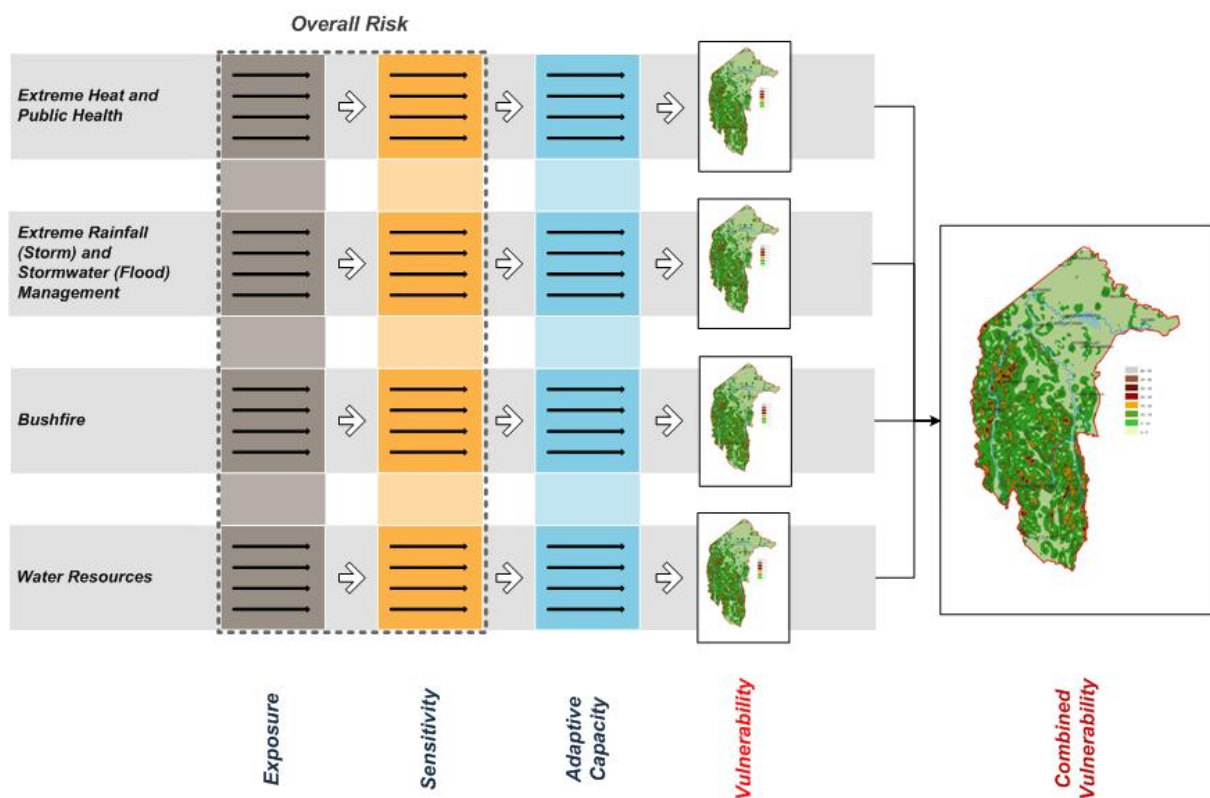 Overall Risk
Extreme Heat and
Public Health
Extreme Rainfall
(Storm) and
Stormwater (Flood)
Management
Bushfire
Water Resources
Exposure
Sensitivity
Adaptive
Capacity
Vulnerability
Combined
Vulnerability